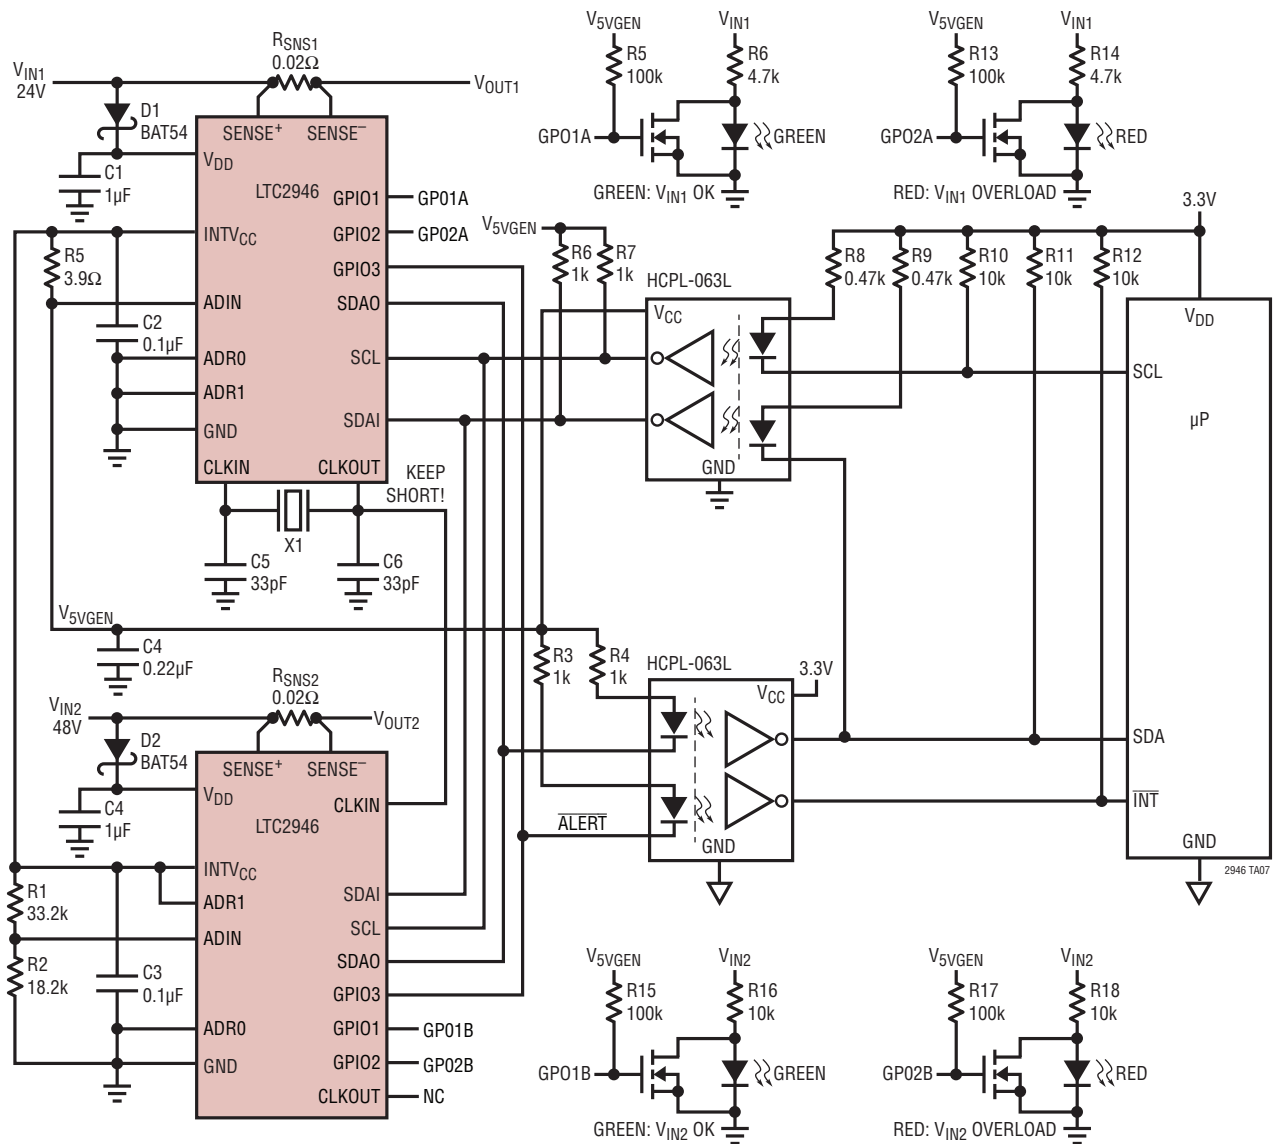 V5VGEN
R5
100k
VIN1
R6
4.7k
GPO1A
GREEN
GREEN: VIN1 OK
V5VGEN
R13
100k
VIN1
R14
4.7k
GPO2A
RED
RED: VIN1 OVERLOAD
VIN1
24V
RSNS1
0.02Ω
VOUT1
D1
BAT54
C1
1µF
SENSE+
SENSE–
VDD
LTC2946
GPIO1
GP01A
GPIO2
GP02A
INTVCC
GPIO3
R5
3.9Ω
ADIN
SDAO
C2
0.1µF
ADR0
SCL
ADR1
SDAI
GND
CLKIN
CLKOUT
KEEP
SHORT!
X1
C5
33pF
C6
33pF
V5VGEN
R6
1k
R7
1k
HCPL-063L
VCC
GND
R8
0.47k
R9
0.47k
R10
10k
R11
10k
R12
10k
3.3V
VDD
SCL
µP
SDA
INT
GND
2946 TA07
V5VGEN
C4
0.22µF
R3
1k
R4
1k
HCPL-063L
VCC
3.3V
ALERT
GND
VIN2
48V
RSNS2
0.02Ω
VOUT2
D2
BAT54
C4
1µF
SENSE+
SENSE–
VDD
CLKIN
LTC2946
INTVCC
R1
33.2k
ADR1
SDAI
ADIN
SCL
R2
18.2k
C3
0.1µF
SDAO
GPIO3
ADR0
GPIO1
GP01B
GND
GPIO2
GP02B
CLKOUT
NC
V5VGEN
R15
100k
VIN2
R16
10k
GPO1B
GREEN
GREEN: VIN2 OK
V5VGEN
R17
100k
VIN2
R18
10k
GP02B
RED
RED: VIN2 OVERLOAD